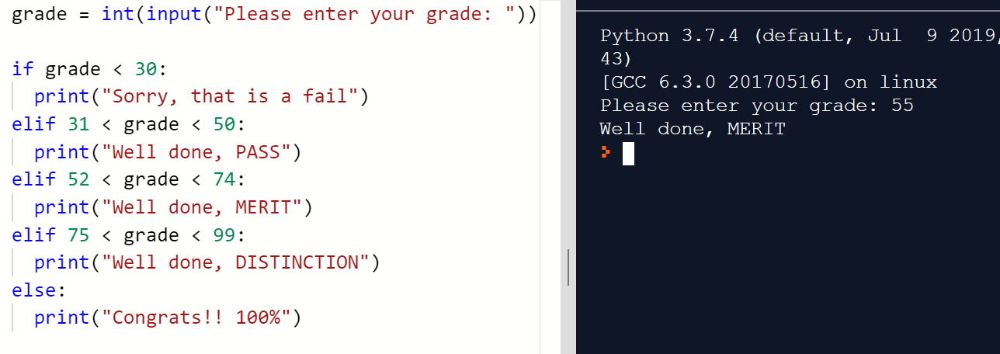 grade = int(input("Please enter your grade: "))
if grade < 30:
print("Sorry, that is a fail")
elif 31 < grade < 50:
print("Well done, PASS")
elif 52 < grade < 74:
print("Well done, MERIT")
elif 75 < grade < 99:
print("Well done, DISTINCTION")
else:
print("Congrats!! 100%")
Python 3.7.4 (default, Jul 9 2019,
43)
[GCC 6.3.0 20170516] on linux
Please enter your grade: 55
Well done, MERIT